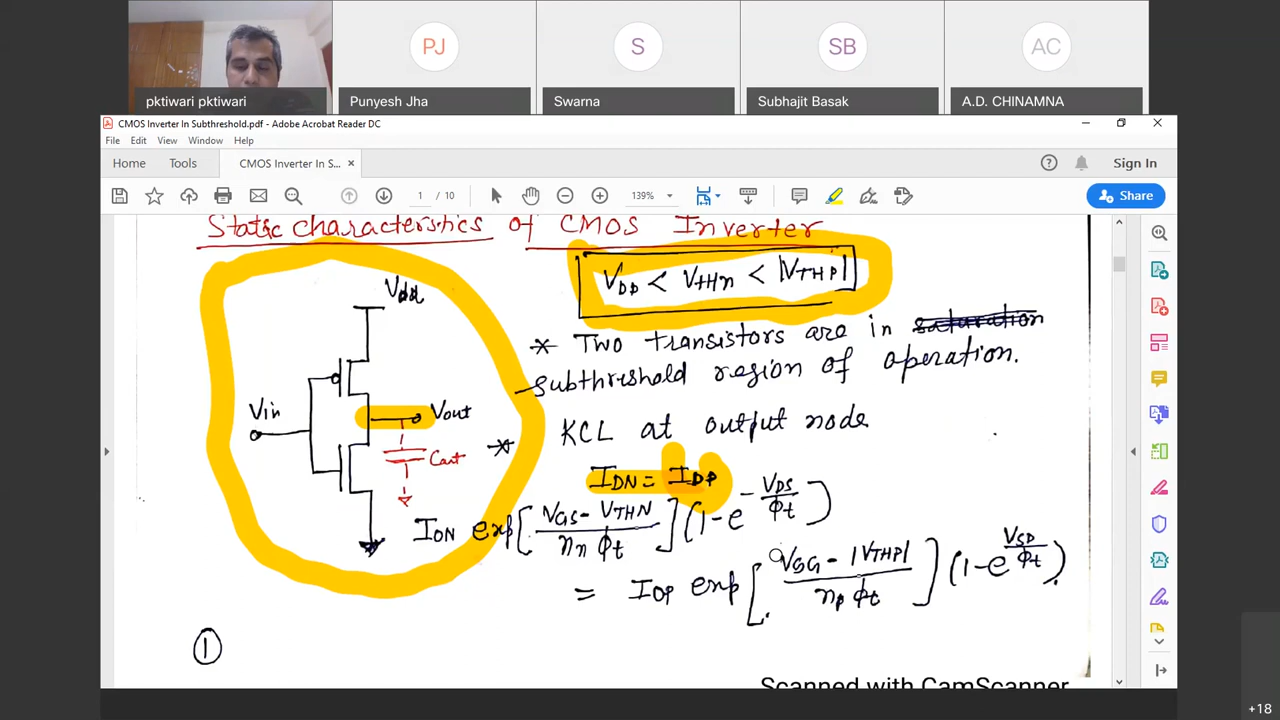 PJ
S
SB
AC
pktiwari pktiwari
Punyesh Jha
Swarna
Subhajit Basak
A.D. CHINAMNA
CMOS Inverter In Subthreshold.pdf - Adobe Acrobat Reader DC
File Edit View Window Help
Home Tools CMOS Inverter In S... × Sign In
1 / 10 139% Share
Static characteristics of CMOS Inverter
VDD < VTHn < |VTHP|
Vdd
* Two transistors are in saturation
subthreshold region of operation.
Vin
Vout
* KCL at output node
Cout
IDN = IDP
ION exp[(VGS - VTHN)/(nn ϕt)](1-e^(-VDS/ϕt))
= IOP exp[(VSG - |VTHP|)/(np ϕt)](1-e^(VSD/ϕt))
①
Scanned with CamScanner
+18